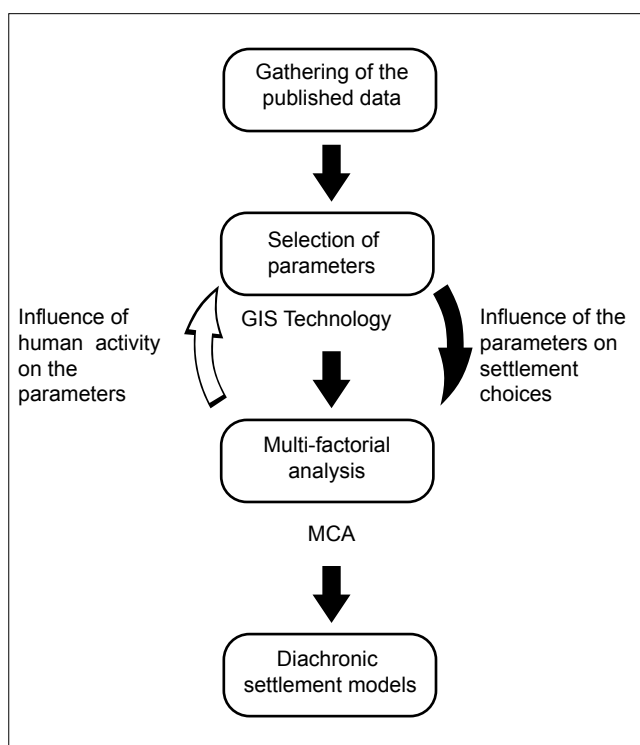 Gathering of the
published data
Selection of
parameters
GIS Technology
Influence of
human activity
on the
parameters
Influence of the
parameters on
settlement
choices
Multi-factorial
analysis
MCA
Diachronic
settlement models